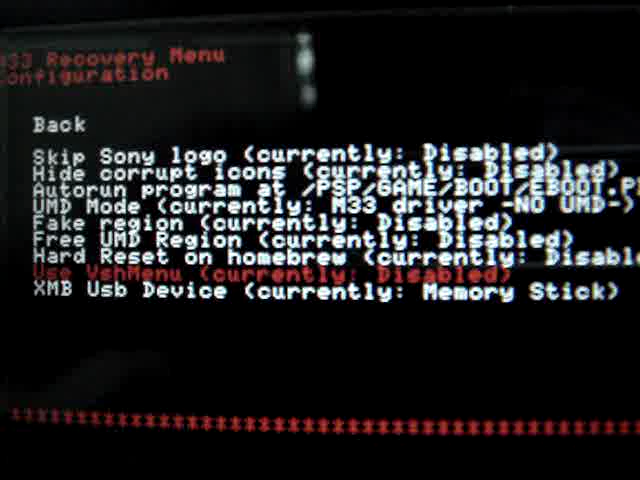 M33 Recovery Menu
Configuration
Back
Skip Sony logo (currently: Disabled)
Hide corrupt icons (currently: Disabled)
Autorun program at /PSP/GAME/BOOT/EBOOT.P
UMD Mode (currently: M33 driver -NO UMD-)
Fake region (currently: Disabled)
Free UMD Region (currently: Disabled)
Hard Reset on homebrew (currently: Disable
Use VshMenu (currently: Disabled)
XMB Usb Device (currently: Memory Stick)
***********************************************